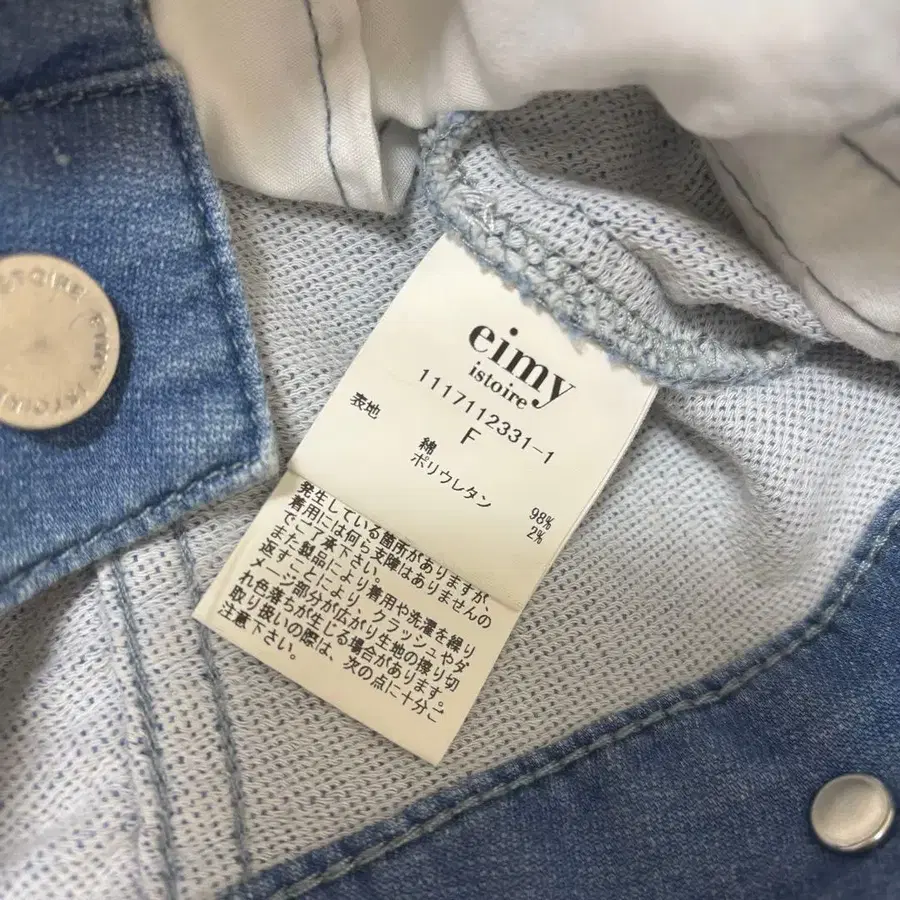 eimy
istoire
1117112331-1
F
表地
綿 98%
ポリウレタン 2%
発生している箇所がありますが、
着用には何ら支障はありませんの
でご了承下さい。
また製品により着用や洗濯を繰り
返すことにより、クラッシュやダ
メージ部分が広がり生地の擦り切
れ色落ちが生じる場合があります。
取り扱いの際は、次の点に十分ご
注意下さい。
EIMY ISTOIRE